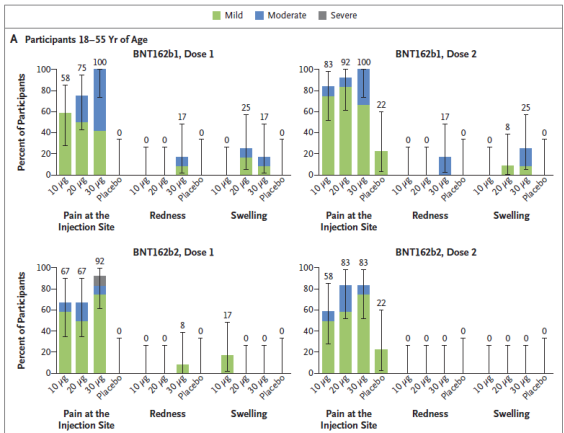 Mild Moderate Severe
A Participants 18–55 Yr of Age
BNT162b1, Dose 1
Percent of Participants
100
80
60
40
20
0
58 75 100 0 0 0 17 0 0 25 17 0
10 μg 20 μg 30 μg Placebo 10 μg 20 μg 30 μg Placebo 10 μg 20 μg 30 μg Placebo
Pain at the Injection Site Redness Swelling
BNT162b1, Dose 2
100
80
60
40
20
0
83 92 100 22 0 0 17 0 0 8 25 0
10 μg 20 μg 30 μg Placebo 10 μg 20 μg 30 μg Placebo 10 μg 20 μg 30 μg Placebo
Pain at the Injection Site Redness Swelling
BNT162b2, Dose 1
Percent of Participants
100
80
60
40
20
0
67 67 92 0 0 0 8 0 17 0 0 0
10 μg 20 μg 30 μg Placebo 10 μg 20 μg 30 μg Placebo 10 μg 20 μg 30 μg Placebo
Pain at the Injection Site Redness Swelling
BNT162b2, Dose 2
100
80
60
40
20
0
58 83 83 22 0 0 0 0 0 0 0 0
10 μg 20 μg 30 μg Placebo 10 μg 20 μg 30 μg Placebo 10 μg 20 μg 30 μg Placebo
Pain at the Injection Site Redness Swelling